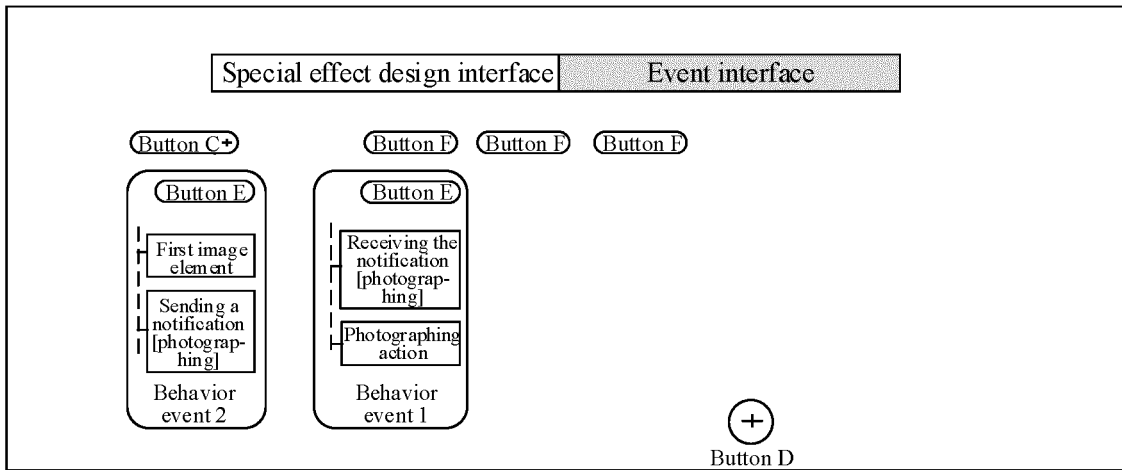 Special effect design interface
Event interface
Button C+
Button F
Button F
Button F
Button E
First image
element
Sending a
notification
[photograp-
hing]
Behavior
event 2
Button E
Receiving the
notification
[photograp-
hing]
Photographing
action
Behavior
event 1
+
Button D